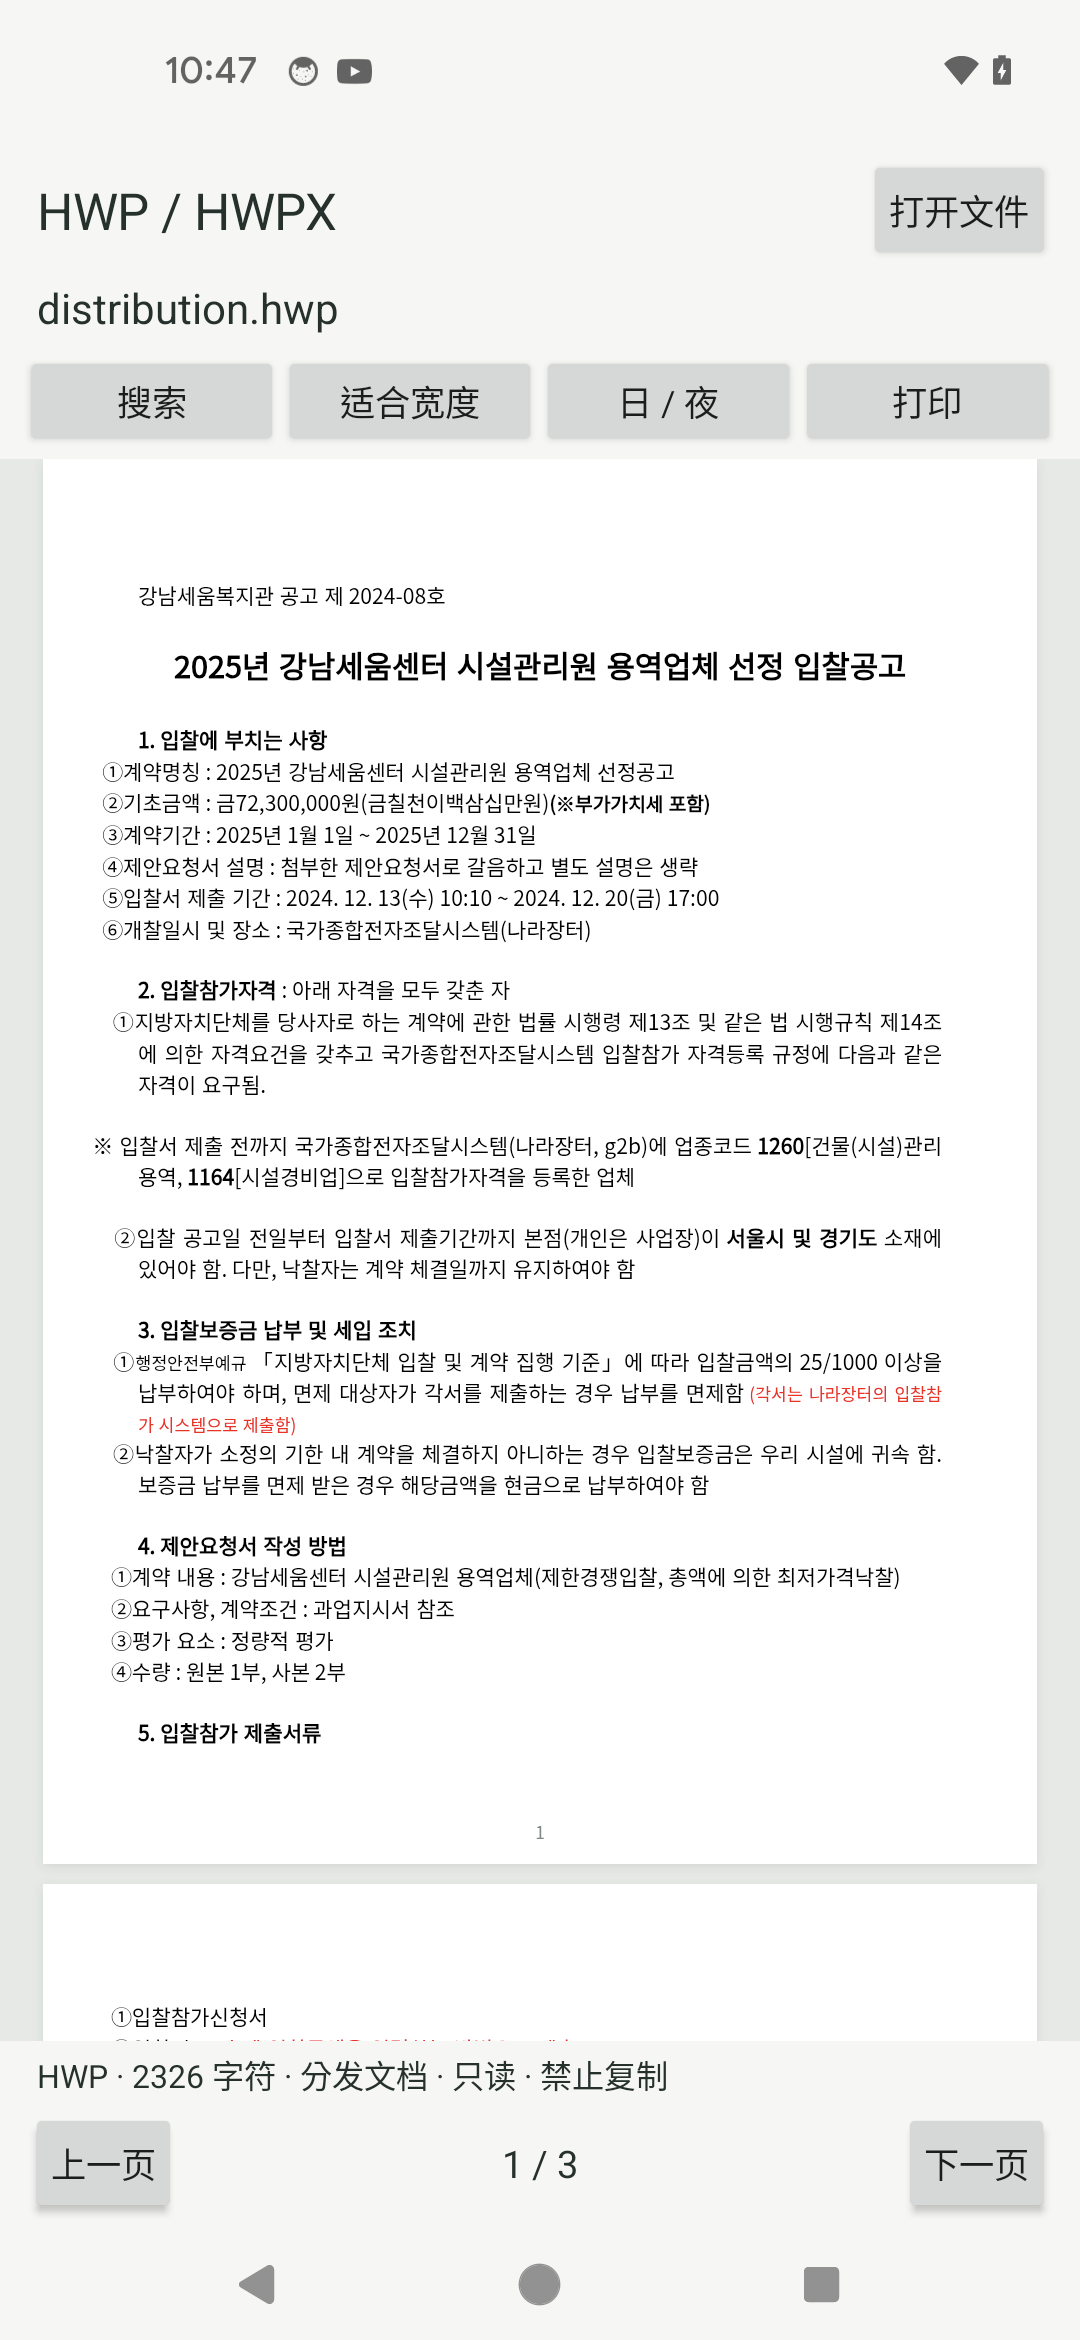 10:47
HWP / HWPX
打开文件
distribution.hwp
搜索
适合宽度
日 / 夜
打印
강남세움복지관 공고 제 2024-08호
2025년 강남세움센터 시설관리원 용역업체 선정 입찰공고
1. 입찰에 부치는 사항
①계약명칭 : 2025년 강남세움센터 시설관리원 용역업체 선정공고
②기초금액 : 금72,300,000원(금칠천이백삼십만원)(※부가가치세 포함)
③계약기간 : 2025년 1월 1일 ~ 2025년 12월 31일
④제안요청서 설명 : 첨부한 제안요청서로 갈음하고 별도 설명은 생략
⑤입찰서 제출 기간 : 2024. 12. 13(수) 10:10 ~ 2024. 12. 20(금) 17:00
⑥개찰일시 및 장소 : 국가종합전자조달시스템(나라장터)
2. 입찰참가자격 : 아래 자격을 모두 갖춘 자
①지방자치단체를 당사자로 하는 계약에 관한 법률 시행령 제13조 및 같은 법 시행규칙 제14조
에 의한 자격요건을 갖추고 국가종합전자조달시스템 입찰참가 자격등록 규정에 다음과 같은
자격이 요구됨.
※ 입찰서 제출 전까지 국가종합전자조달시스템(나라장터, g2b)에 업종코드 1260[건물(시설)관리
용역, 1164[시설경비업]으로 입찰참가자격을 등록한 업체
②입찰 공고일 전일부터 입찰서 제출기간까지 본점(개인은 사업장)이 서울시 및 경기도 소재에
있어야 함. 다만, 낙찰자는 계약 체결일까지 유지하여야 함
3. 입찰보증금 납부 및 세입 조치
①행정안전부예규 「지방자치단체 입찰 및 계약 집행 기준」에 따라 입찰금액의 25/1000 이상을
납부하여야 하며, 면제 대상자가 각서를 제출하는 경우 납부를 면제함 (각서는 나라장터의 입찰참
가 시스템으로 제출함)
②낙찰자가 소정의 기한 내 계약을 체결하지 아니하는 경우 입찰보증금은 우리 시설에 귀속 함.
보증금 납부를 면제 받은 경우 해당금액을 현금으로 납부하여야 함
4. 제안요청서 작성 방법
①계약 내용 : 강남세움센터 시설관리원 용역업체(제한경쟁입찰, 총액에 의한 최저가격낙찰)
②요구사항, 계약조건 : 과업지시서 참조
③평가 요소 : 정량적 평가
④수량 : 원본 1부, 사본 2부
5. 입찰참가 제출서류
1
①입찰참가신청서
HWP · 2326 字符 · 分发文档 · 只读 · 禁止复制
上一页
1 / 3
下一页